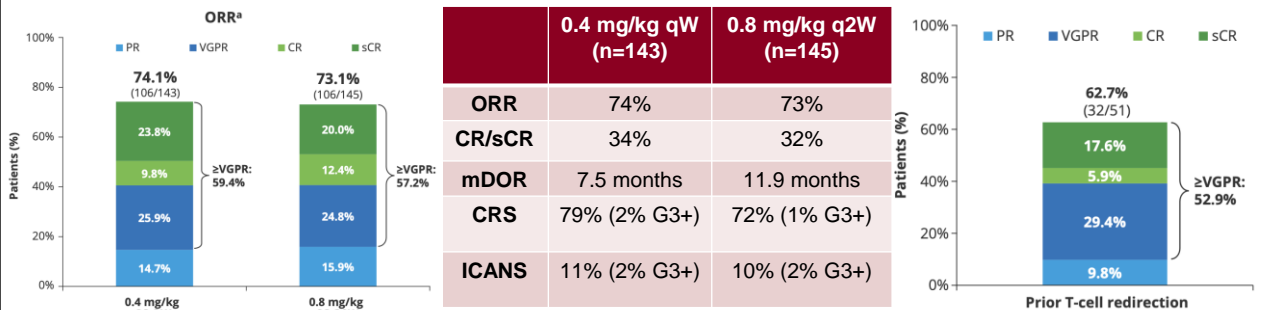 ORRᵃ
100%
80%
60%
40%
20%
0%
Patients (%)
PR VGPR CR sCR
74.1%
(106/143)
23.8%
9.8%
25.9%
14.7%
≥VGPR:
59.4%
0.4 mg/kg
73.1%
(106/145)
20.0%
12.4%
24.8%
15.9%
≥VGPR:
57.2%
0.8 mg/kg
0.4 mg/kg qW 0.8 mg/kg q2W
(n=143) (n=145)
ORR 74% 73%
CR/sCR 34% 32%
mDOR 7.5 months 11.9 months
CRS 79% (2% G3+) 72% (1% G3+)
ICANS 11% (2% G3+) 10% (2% G3+)
100%
80%
60%
40%
20%
0%
Patients (%)
PR VGPR CR sCR
62.7%
(32/51)
17.6%
5.9%
29.4%
9.8%
≥VGPR:
52.9%
Prior T-cell redirection